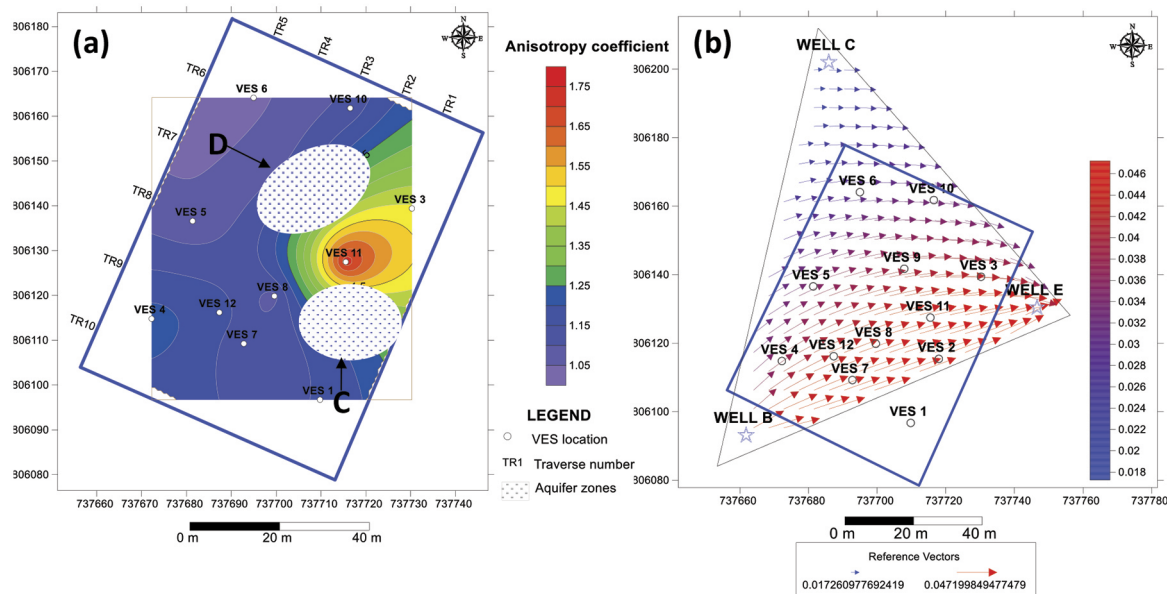 (a)
N
W E
S
306180
306170
306160
306150
306140
306130
306120
306110
306100
306090
306080
737660 737670 737680 737690 737700 737710 737720 737730 737740
TR5
TR4
TR3
TR2
TR1
TR6
TR7
TR8
TR9
TR10
VES 6
VES 10
D
VES 3
VES 5
VES 11
VES 8
VES 12
VES 4
VES 7
VES 1
C
0 m 20 m 40 m
Anisotropy coefficient
1.75
1.65
1.55
1.45
1.35
1.25
1.15
1.05
LEGEND
VES location
TR1 Traverse number
Aquifer zones
(b)
N
W E
S
306200
306180
306160
306140
306120
306100
306080
737660 737680 737700 737720 737740 737760 737780
WELL C
VES 6
VES 10
VES 9
VES 3
VES 5
WELL E
VES 11
VES 8
VES 12
VES 2
VES 4
VES 7
VES 1
WELL B
0.046
0.044
0.042
0.04
0.038
0.036
0.034
0.032
0.03
0.028
0.026
0.024
0.022
0.02
0.018
0 m 20 m 40 m
Reference Vectors
0.017260977692419 0.047199849477479